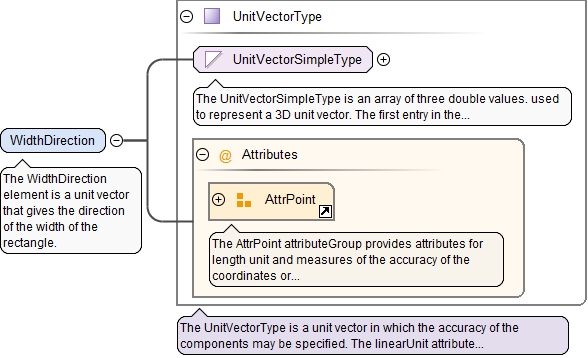 UnitVectorType
UnitVectorSimpleType
The UnitVectorSimpleType is an array of three double values. used
to represent a 3D unit vector. The first entry in the...
WidthDirection
The WidthDirection
element is a unit vector
that gives the direction
of the width of the
rectangle.
@ Attributes
AttrPoint
The AttrPoint attributeGroup provides attributes for
length unit and measures of the accuracy of the
coordinates or...
The UnitVectorType is a unit vector in which the accuracy of the
components may be specified. The linearUnit attribute...